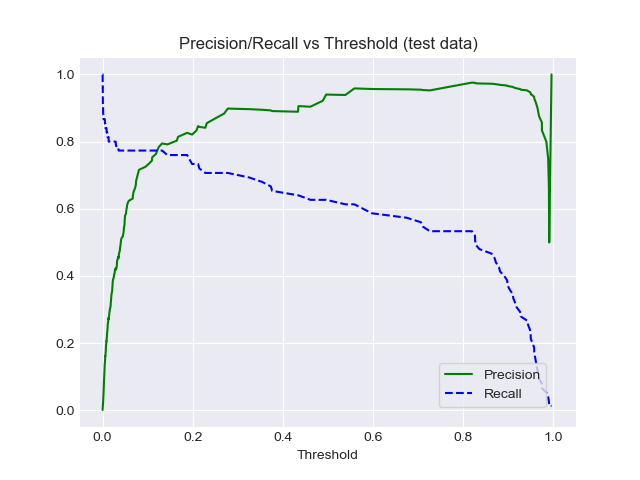 Precision/Recall vs Threshold (test data)
1.0
0.8
0.6
0.4
0.2
0.0
Precision
Recall
0.0 0.2 0.4 0.6 0.8 1.0
Threshold